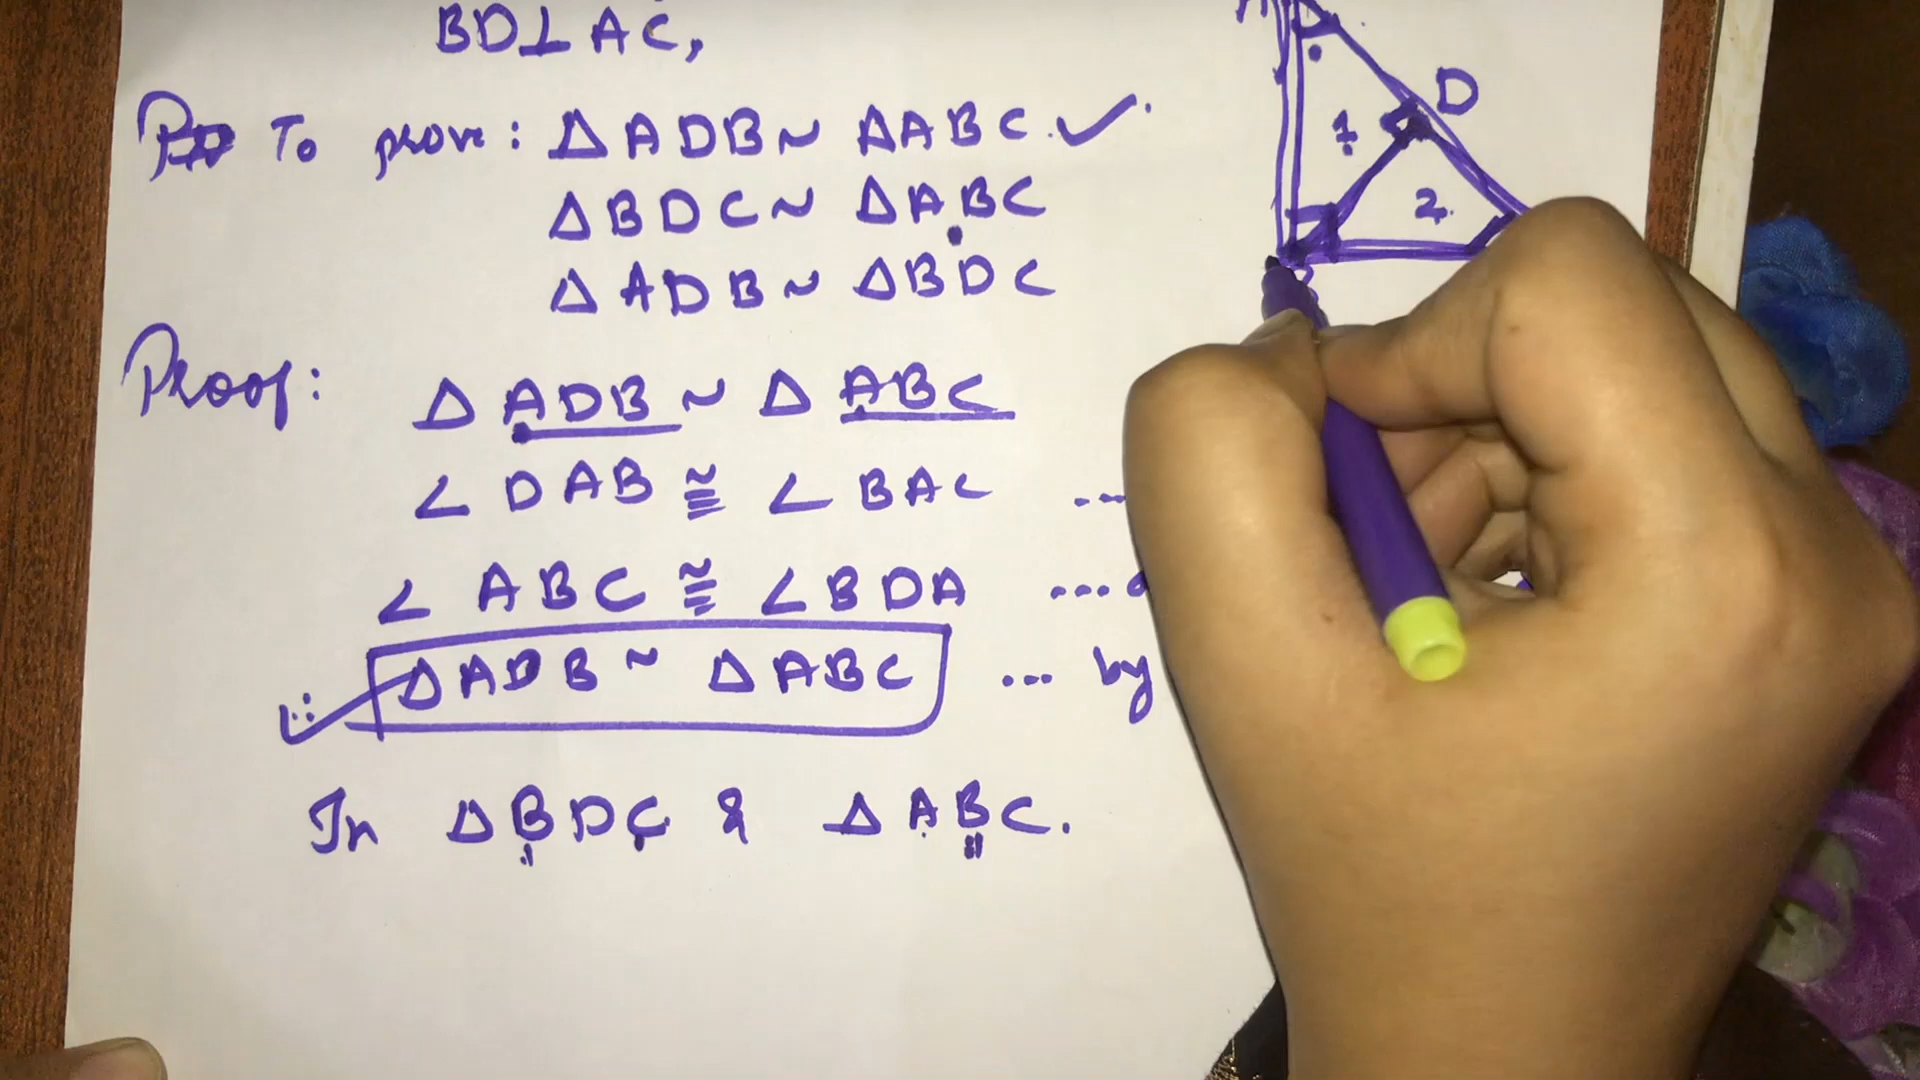 BD⊥AC,
To prove: ΔADB ~ ΔABC. ✓
ΔBDC ~ ΔABC
ΔADB ~ ΔBDC
Proof: ΔADB ~ ΔABC
∠DAB ≅ ∠BAC ...
∠ABC ≅ ∠BDA ...
ΔADB ~ ΔABC ... by
In ΔBDC & ΔABC.
A
D
1
2
B